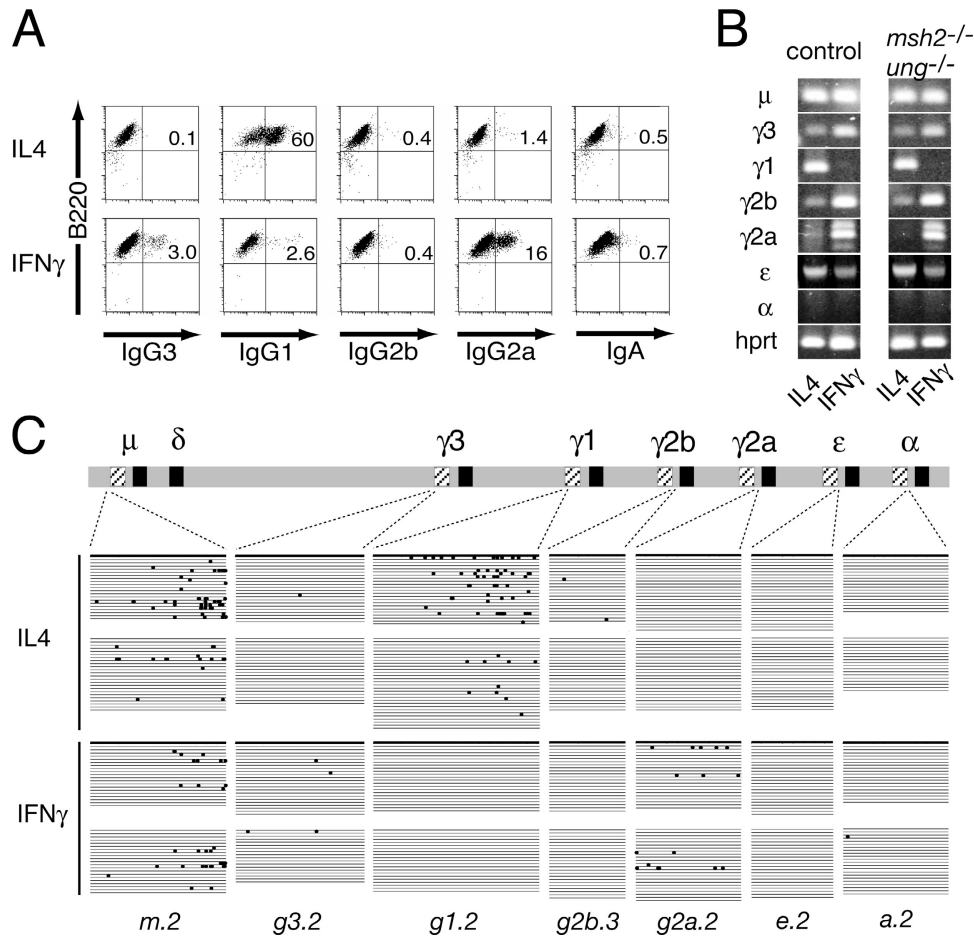 A
IL4
0.1
60
0.4
1.4
0.5
B220
IFNγ
3.0
2.6
0.4
16
0.7
IgG3
IgG1
IgG2b
IgG2a
IgA
B
control
msh2-/-
ung-/-
μ
γ3
γ1
γ2b
γ2a
ε
α
hprt
IL4
IFNγ
IL4
IFNγ
C
μ δ γ3 γ1 γ2b γ2a ε α
IL4
IFNγ
m.2 g3.2 g1.2 g2b.3 g2a.2 e.2 a.2